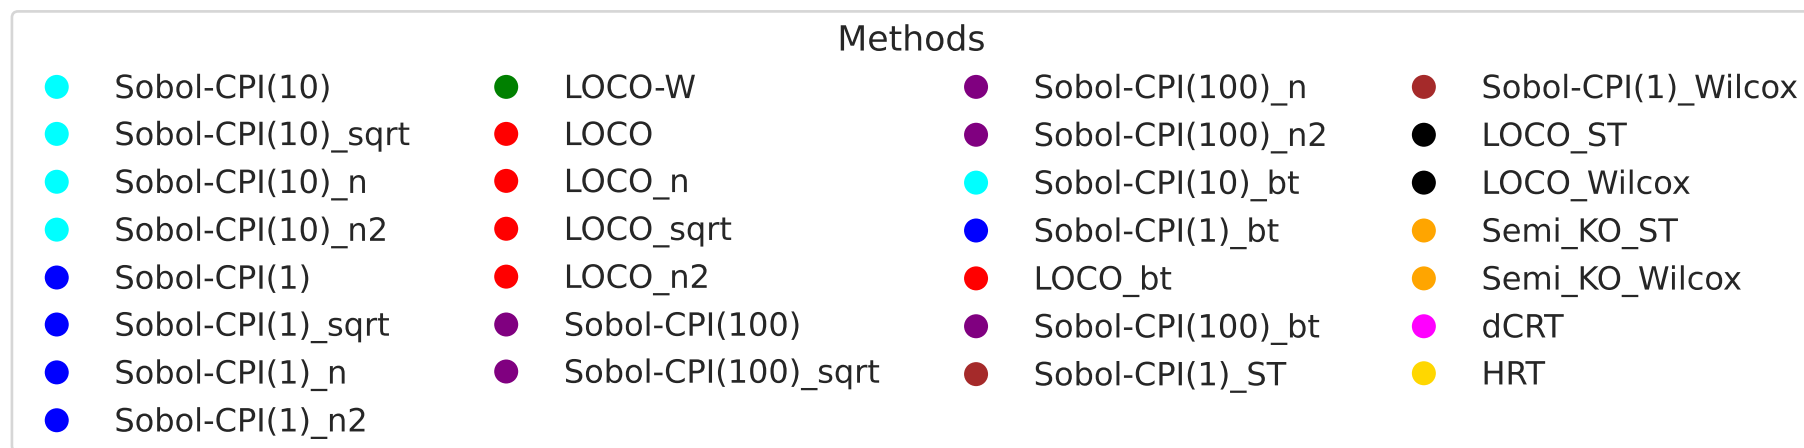 Methods
Sobol-CPI(10)
Sobol-CPI(10)_sqrt
Sobol-CPI(10)_n
Sobol-CPI(10)_n2
Sobol-CPI(1)
Sobol-CPI(1)_sqrt
Sobol-CPI(1)_n
Sobol-CPI(1)_n2
LOCO-W
LOCO
LOCO_n
LOCO_sqrt
LOCO_n2
Sobol-CPI(100)
Sobol-CPI(100)_sqrt
Sobol-CPI(100)_n
Sobol-CPI(100)_n2
Sobol-CPI(10)_bt
Sobol-CPI(1)_bt
LOCO_bt
Sobol-CPI(100)_bt
Sobol-CPI(1)_ST
Sobol-CPI(1)_Wilcox
LOCO_ST
LOCO_Wilcox
Semi_KO_ST
Semi_KO_Wilcox
dCRT
HRT